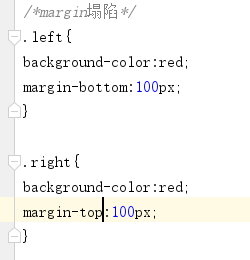 /*margin塌陷*/
.left{
background-color:red;
margin-bottom:100px;
}
.right{
background-color:red;
margin-top:100px;
}